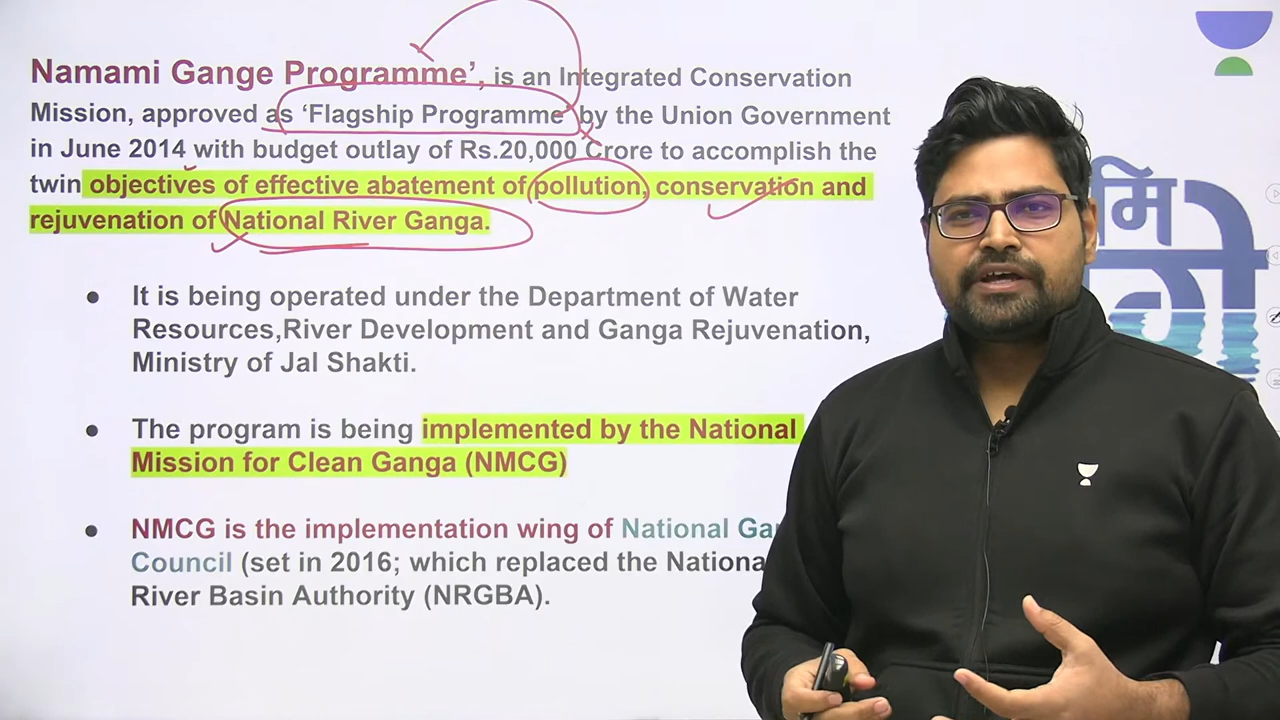 Namami Gange Programme’, is an Integrated Conservation
Mission, approved as ‘Flagship Programme’ by the Union Government
in June 2014 with budget outlay of Rs.20,000 Crore to accomplish the
twin objectives of effective abatement of pollution, conservation and
rejuvenation of National River Ganga.
● It is being operated under the Department of Water
Resources,River Development and Ganga Rejuvenation,
Ministry of Jal Shakti.
● The program is being implemented by the National
Mission for Clean Ganga (NMCG)
● NMCG is the implementation wing of National
Council (set in 2016; which replaced the
River Basin Authority (NRGBA).